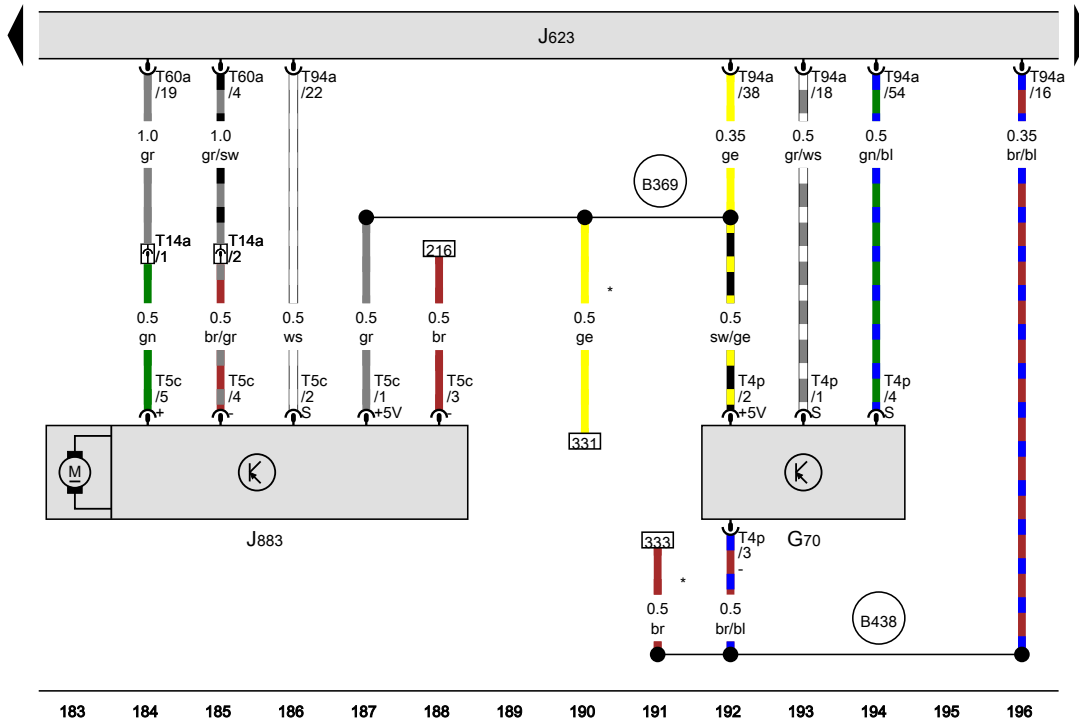 J623
T60a
/19
T60a
/4
T94a
/22
T94a
/38
T94a
/18
T94a
/54
T94a
/16
1.0
gr
1.0
gr/sw
0.35
ge
0.5
gr/ws
0.5
gn/bl
0.35
br/bl
B369
T14a
/1
T14a
/2
216
*
0.5
gn
0.5
br/gr
0.5
ws
0.5
gr
0.5
br
0.5
ge
0.5
sw/ge
T5c
/5
+
T5c
/4
-
T5c
/2
S
T5c
/1
+5V
T5c
/3
-
T4p
/2
+5V
T4p
/1
S
T4p
/4
S
331
M
J883
G70
333
T4p
/3
-
*
0.5
br
0.5
br/bl
B438
183 184 185 186 187 188 189 190 191 192 193 194 195 196